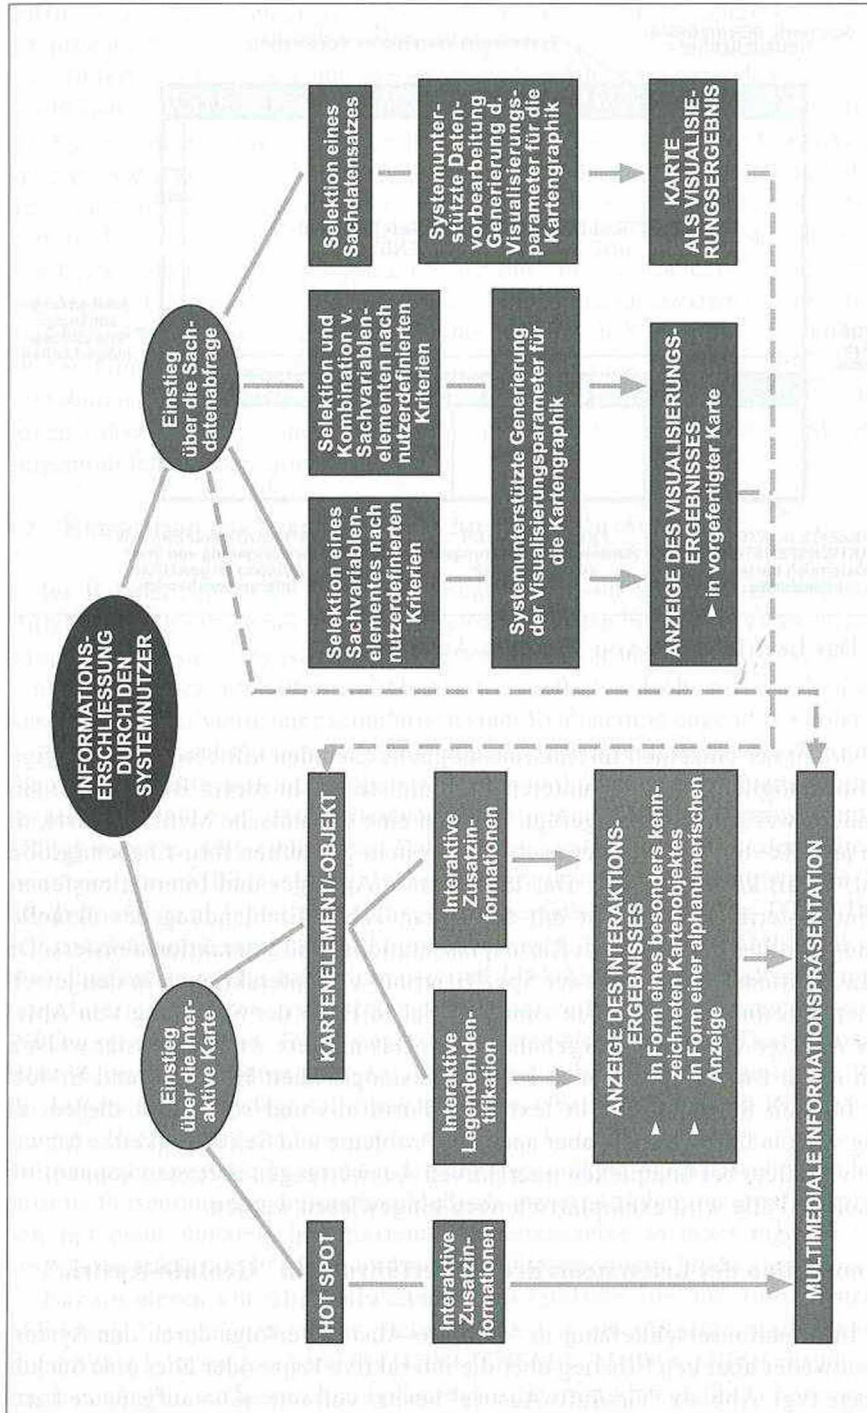 INFORMATIONS-
ERSCHLIESSUNG
DURCH DEN
SYSTEMNUTZER
Einstieg
über die Inter-
aktive Karte
Einstieg
über die Sach-
datenabfrage
HOT SPOT
KARTENELEMENT/-OBJEKT
Selektion eines
Sachvariablen-
elementes nach
nutzerdefinierten
Kriterien
Selektion und
Kombination v.
Sachvariablen-
elementen nach
nutzerdefinierten
Kriterien
Selektion eines
Sachdatensatzes
Interaktive
Zusatzin-
formationen
Interaktive
Legendeniden-
tifikation
Interaktive
Zusatzin-
formationen
Systemunterstützte Generierung
der Visualisierungsparameter für
die Kartengraphik
Systemunter-
stützte Daten-
vorbearbeitung
Generierung d.
Visualisierungs-
parameter für die
Kartengraphik
ANZEIGE DES INTERAKTIONS
ERGEBNISSES
► in Form eines besonders kenn-
zeichneten Kartenobjektes
► in Form einer alphanumerischen
Anzeige
ANZEIGE DES VISUALISIERUNGS
ERGEBNISSES
► in vorgefertigter Karte
KARTE
ALS VISUALISIE-
RUNGSERGEBNIS
MULTIMEDIALE INFORMATIONSPRÄSENTATION